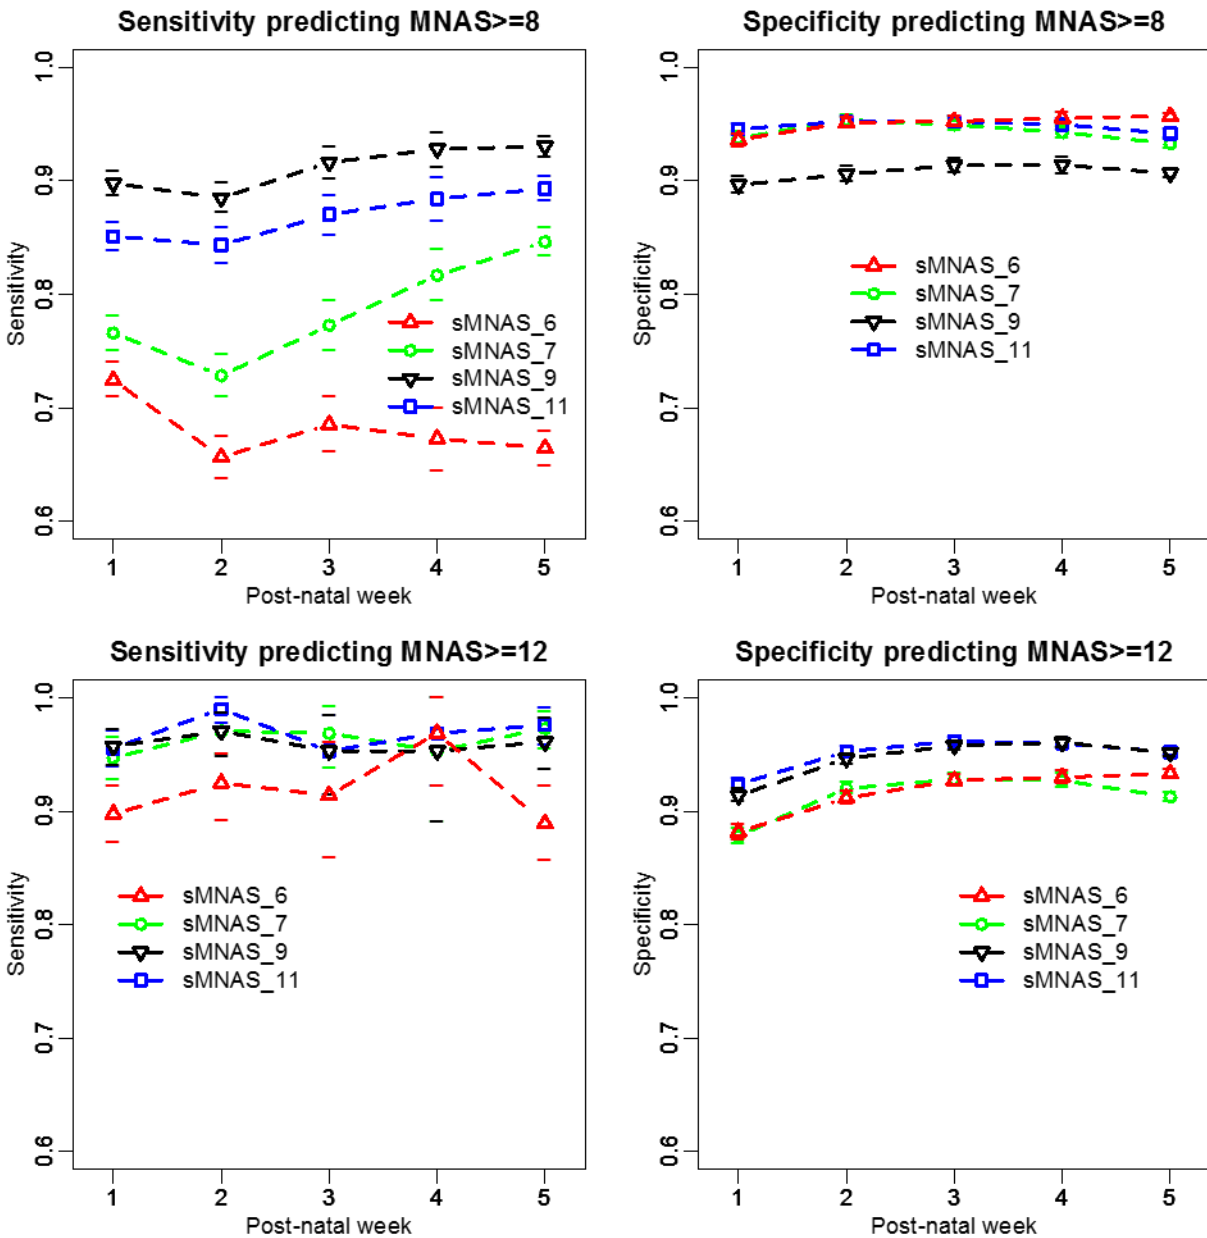 Sensitivity predicting MNAS>=8
1.0
0.9
0.8
0.7
0.6
Sensitivity
sMNAS_6
sMNAS_7
sMNAS_9
sMNAS_11
1 2 3 4 5
Post-natal week
Specificity predicting MNAS>=8
1.0
0.9
0.8
0.7
0.6
Specificity
sMNAS_6
sMNAS_7
sMNAS_9
sMNAS_11
1 2 3 4 5
Post-natal week
Sensitivity predicting MNAS>=12
1.0
0.9
0.8
0.7
0.6
Sensitivity
sMNAS_6
sMNAS_7
sMNAS_9
sMNAS_11
1 2 3 4 5
Post-natal week
Specificity predicting MNAS>=12
1.0
0.9
0.8
0.7
0.6
Specificity
sMNAS_6
sMNAS_7
sMNAS_9
sMNAS_11
1 2 3 4 5
Post-natal week